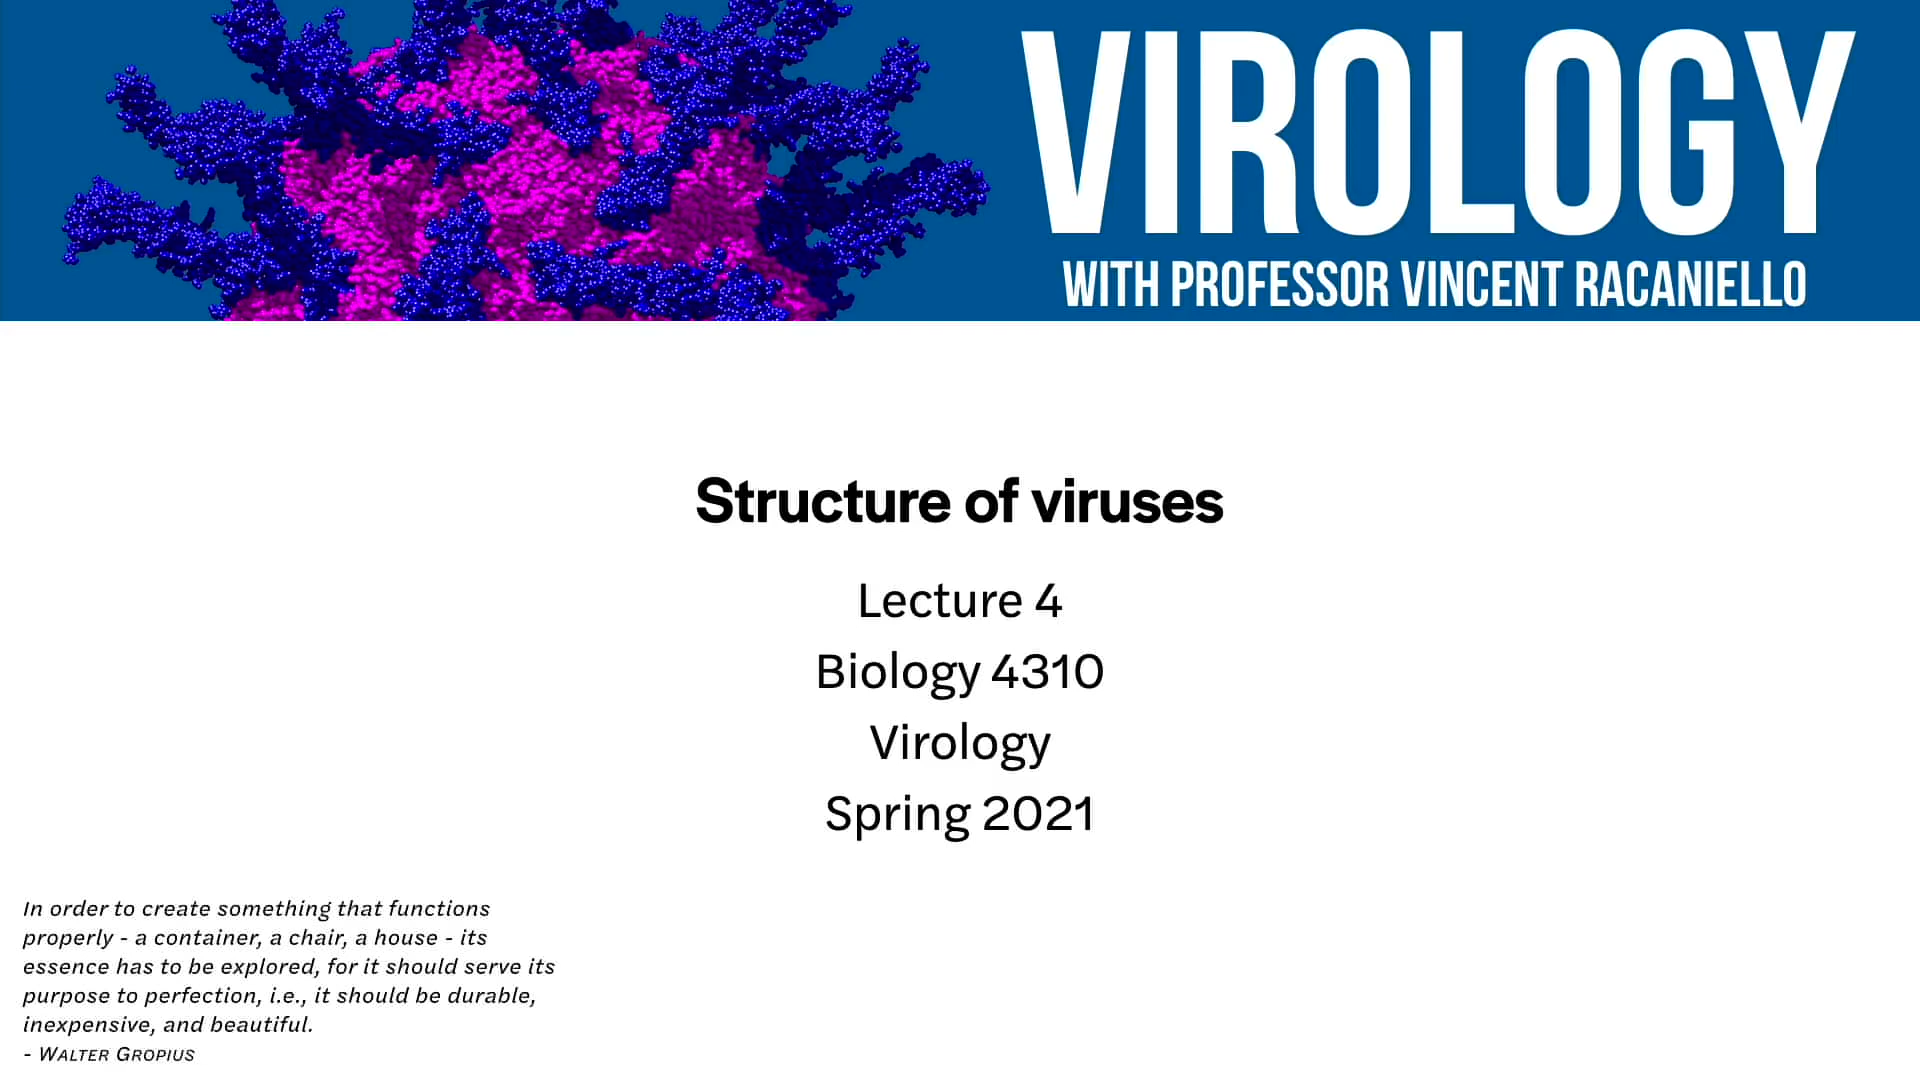 VIROLOGY
WITH PROFESSOR VINCENT RACANIELLO
Structure of viruses
Lecture 4
Biology 4310
Virology
Spring 2021
In order to create something that functions
properly - a container, a chair, a house - its
essence has to be explored, for it should serve its
purpose to perfection, i.e., it should be durable,
inexpensive, and beautiful.
- WALTER GROPIUS